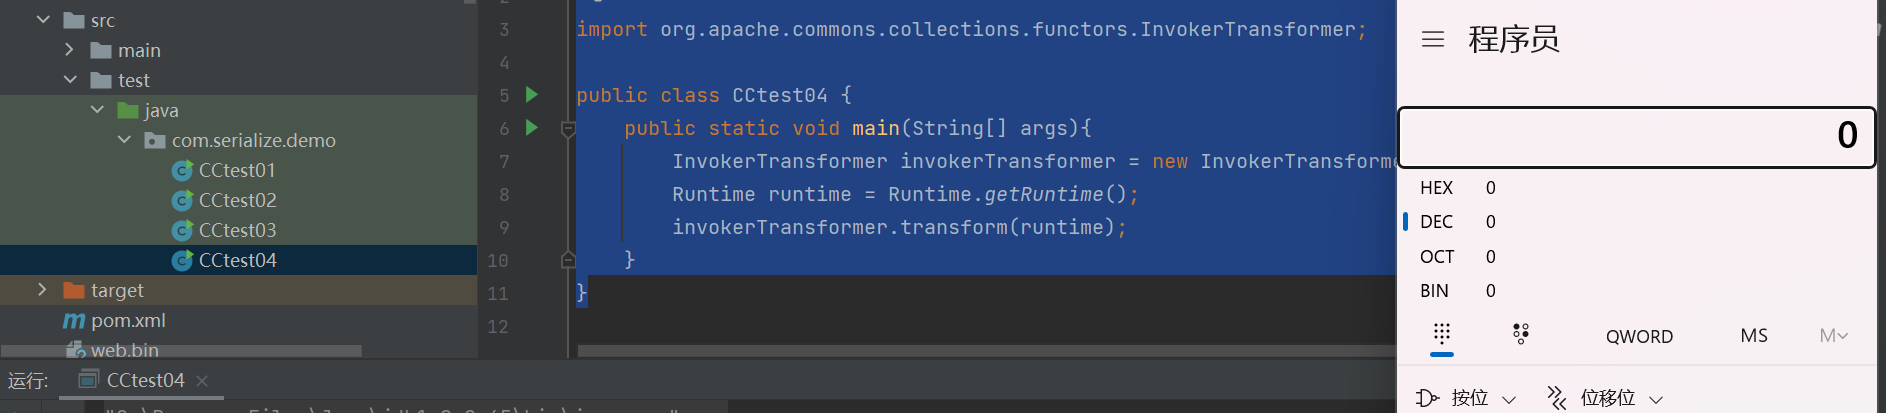 src
main
test
java
com.serialize.demo
CCtest01
CCtest02
CCtest03
CCtest04
target
pom.xml
web.bin
3 import org.apache.commons.collections.functors.InvokerTransformer;
4
5 public class CCtest04 {
6 public static void main(String[] args){
7 InvokerTransformer invokerTransformer = new InvokerTransforme
8 Runtime runtime = Runtime.getRuntime();
9 invokerTransformer.transform(runtime);
10 }
11 }
12
程序员
0
HEX 0
DEC 0
OCT 0
BIN 0
QWORD MS M
按位 位移位
运行: CCtest04